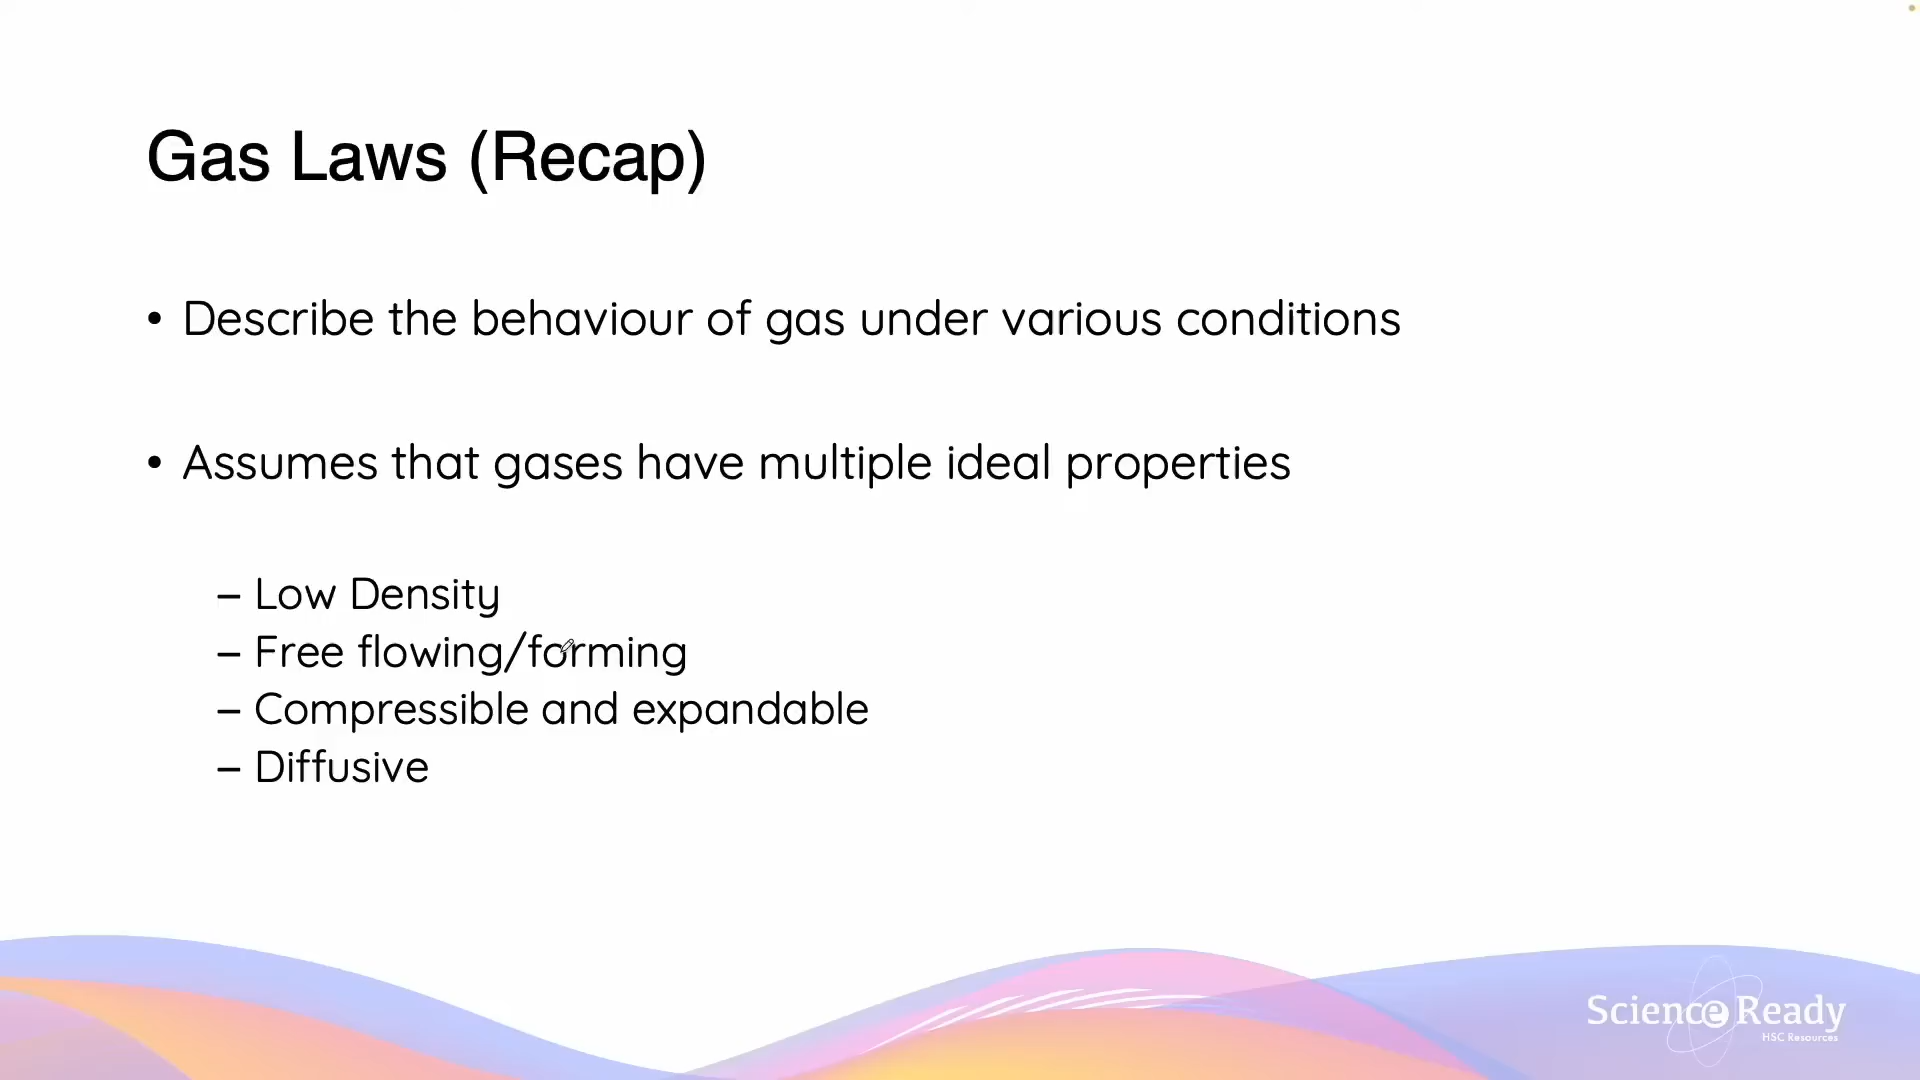 Gas Laws (Recap)
• Describe the behaviour of gas under various conditions
• Assumes that gases have multiple ideal properties
– Low Density
– Free flowing/forming
– Compressible and expandable
– Diffusive
Science Ready
HSC Resources